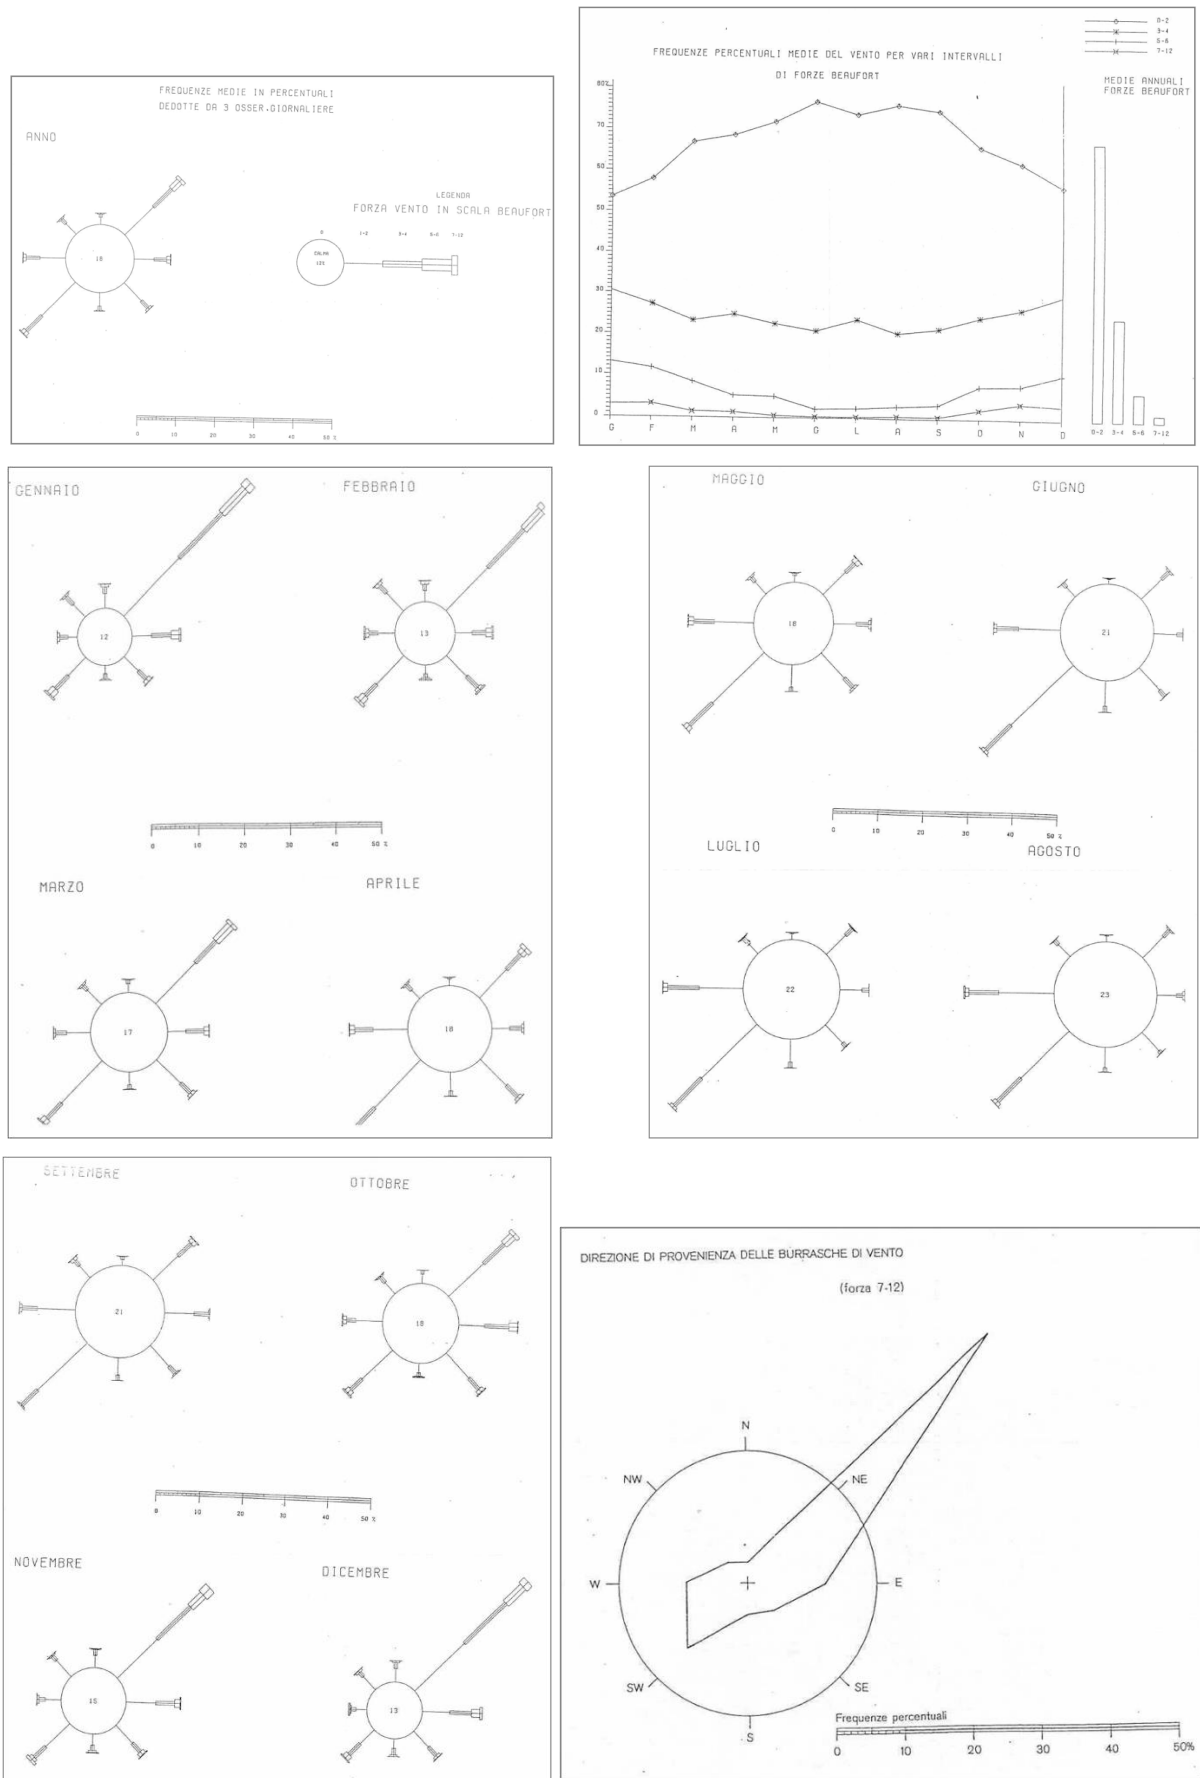 FREQUENZE MEDIE IN PERCENTUALI
DEDOTTE DA 3 OSSER.GIORNALIERE
ANNO
18
LEGENDA
FORZA VENTO IN SCALA BEAUFORT
0 1-2 3-4 5-6 7-12
CALMA
12%
0 10 20 30 40 50 %
0-2
3-4
5-6
7-12
FREQUENZE PERCENTUALI MEDIE DEL VENTO PER VARI INTERVALLI
DI FORZE BEAUFORT
MEDIE ANNUALI
FORZE BEAUFORT
80%
70
60
50
40
30
20
10
0
G F M A M G L A S O N D
0-2 3-4 5-6 7-12
GENNAIO
FEBBRAIO
12
13
0 10 20 30 40 50 %
MARZO
APRILE
17
18
MAGGIO
GIUGNO
18
21
0 10 20 30 40 50 %
LUGLIO
AGOSTO
22
23
SETTEMBRE
OTTOBRE
21
18
0 10 20 30 40 50 %
NOVEMBRE
DICEMBRE
15
13
DIREZIONE DI PROVENIENZA DELLE BURRASCHE DI VENTO
(forza 7-12)
N
NW
NE
W
E
SW
SE
S
Frequenze percentuali
0 10 20 30 40 50%